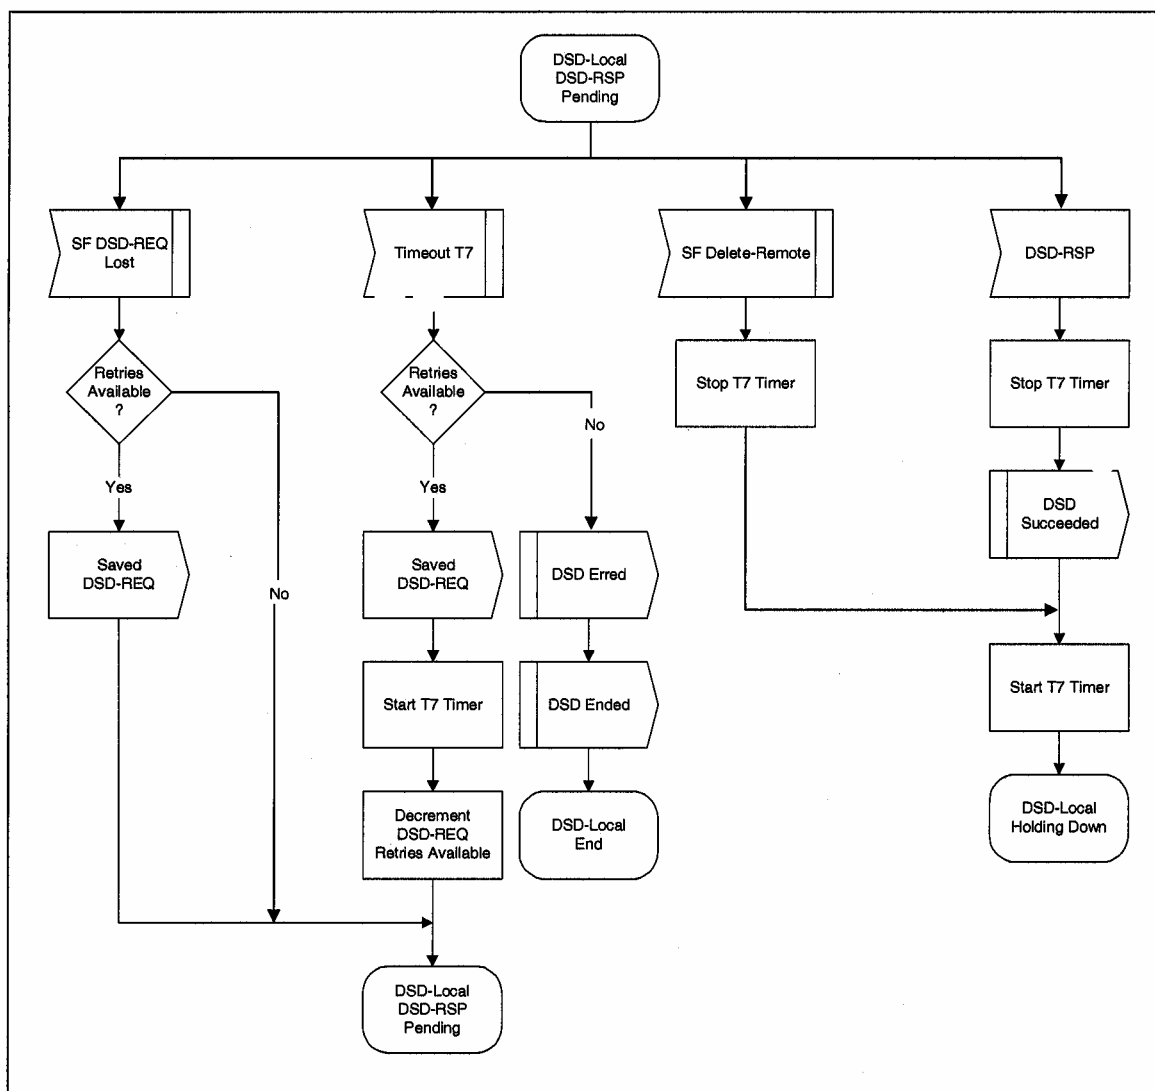 DSD-Local
DSD-RSP
Pending
SF DSD-REQ
Lost
Timeout T7
SF Delete-Remote
DSD-RSP
Retries
Available
?
Retries
Available
?
Stop T7 Timer
Stop T7 Timer
No
Yes
Yes
DSD
Succeeded
Saved
DSD-REQ
No
Saved
DSD-REQ
DSD Erred
Start T7 Timer
DSD Ended
Start T7 Timer
Decrement
DSD-REQ
Retries Available
DSD-Local
End
DSD-Local
Holding Down
DSD-Local
DSD-RSP
Pending